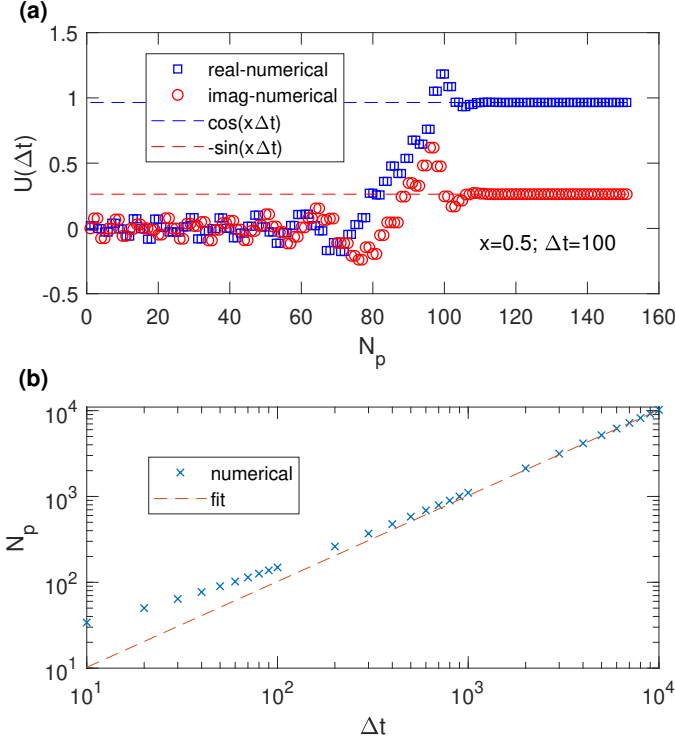 (a)
1.5
1
0.5
0
-0.5
U(Δt)
real-numerical
imag-numerical
cos(xΔt)
-sin(xΔt)
x=0.5; Δt=100
0 20 40 60 80 100 120 140 160
N_p
(b)
10^4
10^3
10^2
10^1
N_p
numerical
fit
10^1 10^2 10^3 10^4
Δt